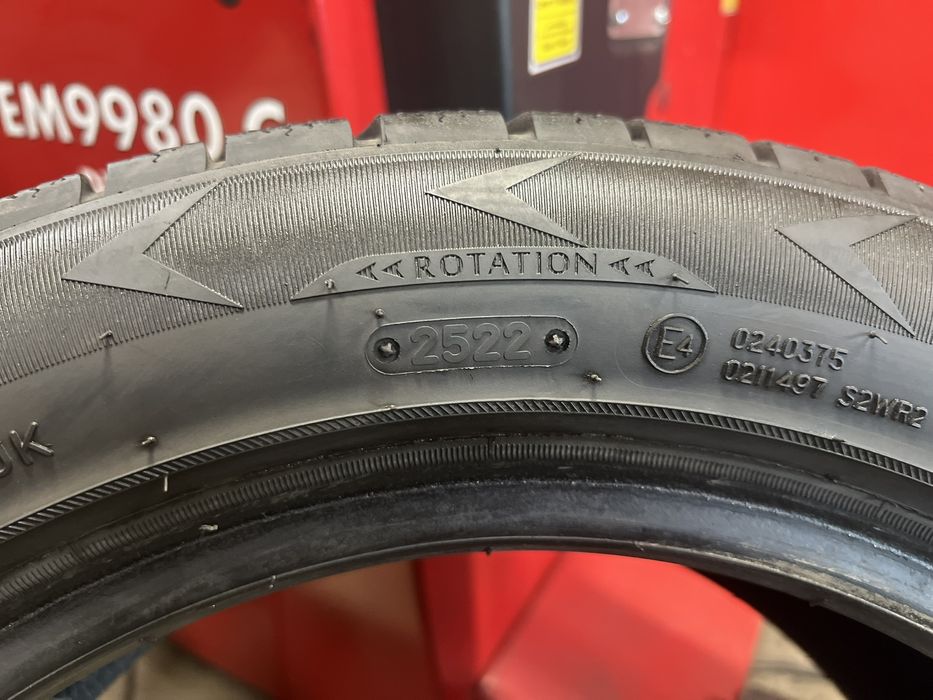 EM9980 C
ROTATION
2522
E4
0240375
0211497 S2WR2
UK